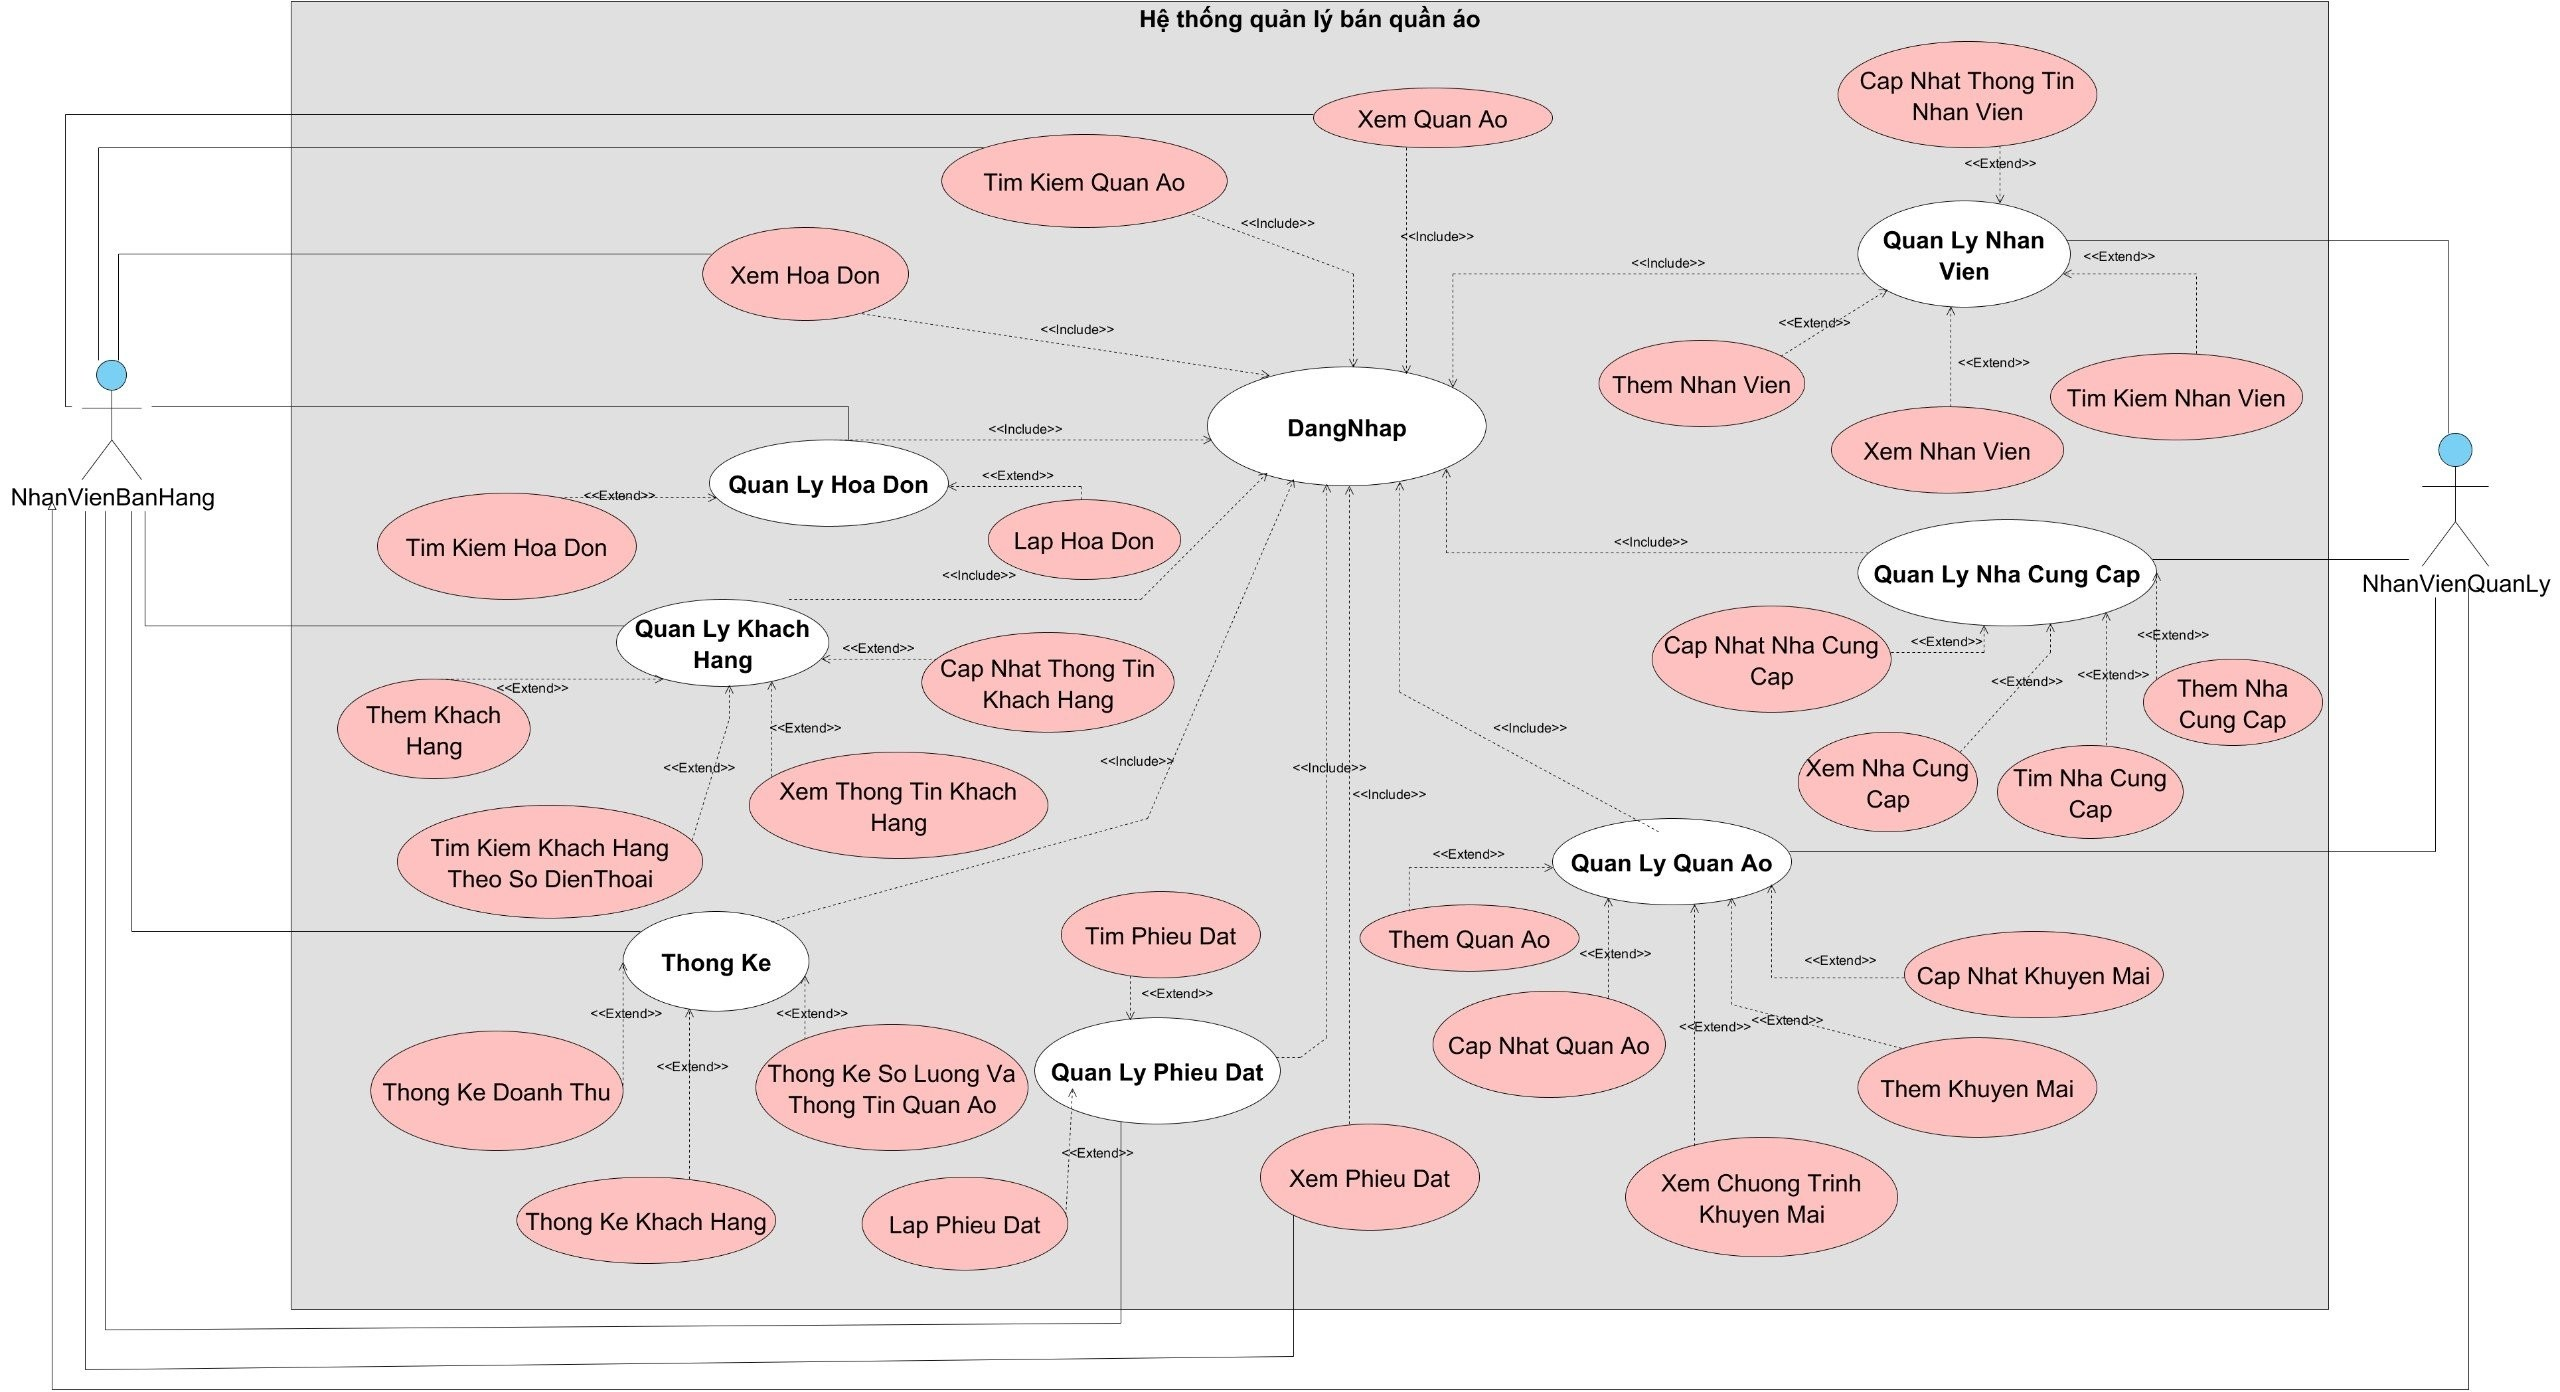 Hệ thống quản lý bán quần áo
Cap Nhat Thong Tin
Nhan Vien
Xem Quan Ao
<<Extend>>
Tim Kiem Quan Ao
<<Include>>
<<Include>>
Quan Ly Nhan
Vien
<<Extend>>
<<Include>>
Xem Hoa Don
<<Include>>
<<Extend>>
<<Extend>>
Them Nhan Vien
Tim Kiem Nhan Vien
Xem Nhan Vien
DangNhap
<<Include>>
Quan Ly Hoa Don
<<Extend>>
<<Extend>>
NhanVienBanHang
Tim Kiem Hoa Don
Lap Hoa Don
<<Include>>
<<Include>>
Quan Ly Nha Cung Cap
NhanVienQuanLy
Quan Ly Khach
Hang
<<Extend>>
Cap Nhat Thong Tin
Khach Hang
<<Extend>>
Them Khach
Hang
<<Extend>>
<<Extend>>
Xem Thong Tin Khach
Hang
Tim Kiem Khach Hang
Theo So DienThoai
Cap Nhat Nha Cung
Cap
<<Extend>>
<<Extend>>
<<Extend>>
<<Extend>>
Them Nha
Cung Cap
Xem Nha Cung
Cap
Tim Nha Cung
Cap
<<Include>>
<<Include>>
<<Include>>
<<Include>>
Quan Ly Quan Ao
<<Extend>>
Them Quan Ao
<<Extend>>
<<Extend>>
Cap Nhat Khuyen Mai
Cap Nhat Quan Ao
<<Extend>>
<<Extend>>
Them Khuyen Mai
Xem Chuong Trinh
Khuyen Mai
Thong Ke
<<Extend>>
<<Extend>>
<<Extend>>
Thong Ke Doanh Thu
Thong Ke So Luong Va
Thong Tin Quan Ao
Thong Ke Khach Hang
Tim Phieu Dat
<<Extend>>
Quan Ly Phieu Dat
<<Extend>>
Lap Phieu Dat
Xem Phieu Dat